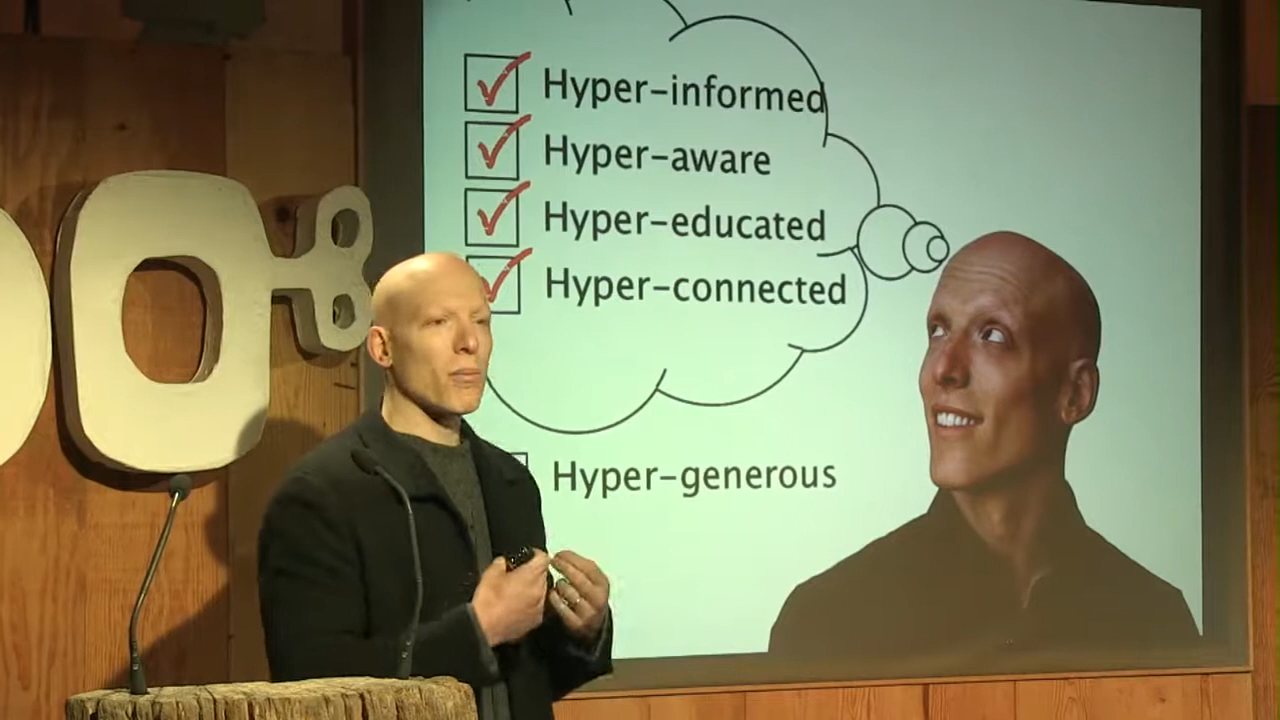 Hyper-informed
Hyper-aware
Hyper-educated
Hyper-connected
Hyper-generous